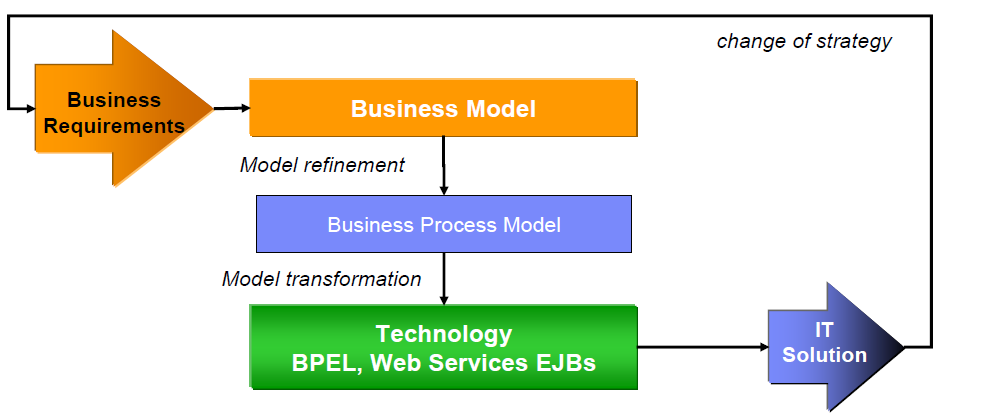 change of strategy
Business
Requirements
Business Model
Model refinement
Business Process Model
Model transformation
Technology
BPEL, Web Services EJBs
IT
Solution